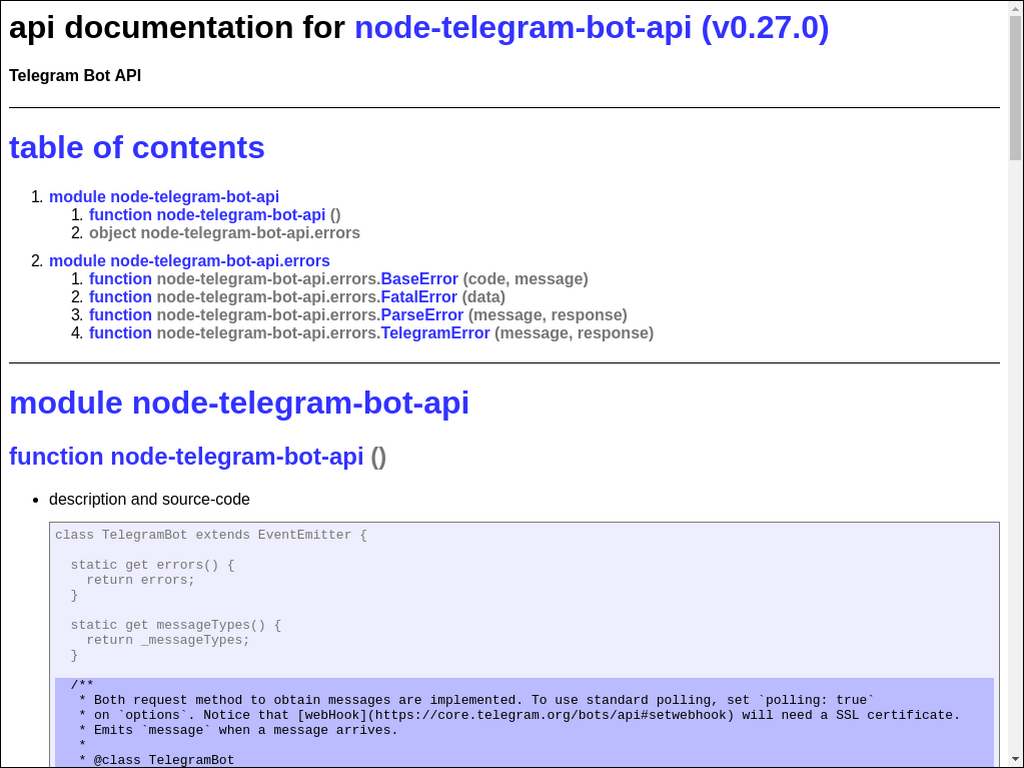 api documentation for node-telegram-bot-api (v0.27.0)
Telegram Bot API
table of contents
1. module node-telegram-bot-api
1. function node-telegram-bot-api ()
2. object node-telegram-bot-api.errors
2. module node-telegram-bot-api.errors
1. function node-telegram-bot-api.errors.BaseError (code, message)
2. function node-telegram-bot-api.errors.FatalError (data)
3. function node-telegram-bot-api.errors.ParseError (message, response)
4. function node-telegram-bot-api.errors.TelegramError (message, response)
module node-telegram-bot-api
function node-telegram-bot-api ()
• description and source-code
class TelegramBot extends EventEmitter {
static get errors() {
return errors;
}
static get messageTypes() {
return _messageTypes;
}
/**
* Both request method to obtain messages are implemented. To use standard polling, set `polling: true`
* on `options`. Notice that [webHook](https://core.telegram.org/bots/api#setwebhook) will need a SSL certificate.
* Emits `message` when a message arrives.
*
* @class TelegramBot